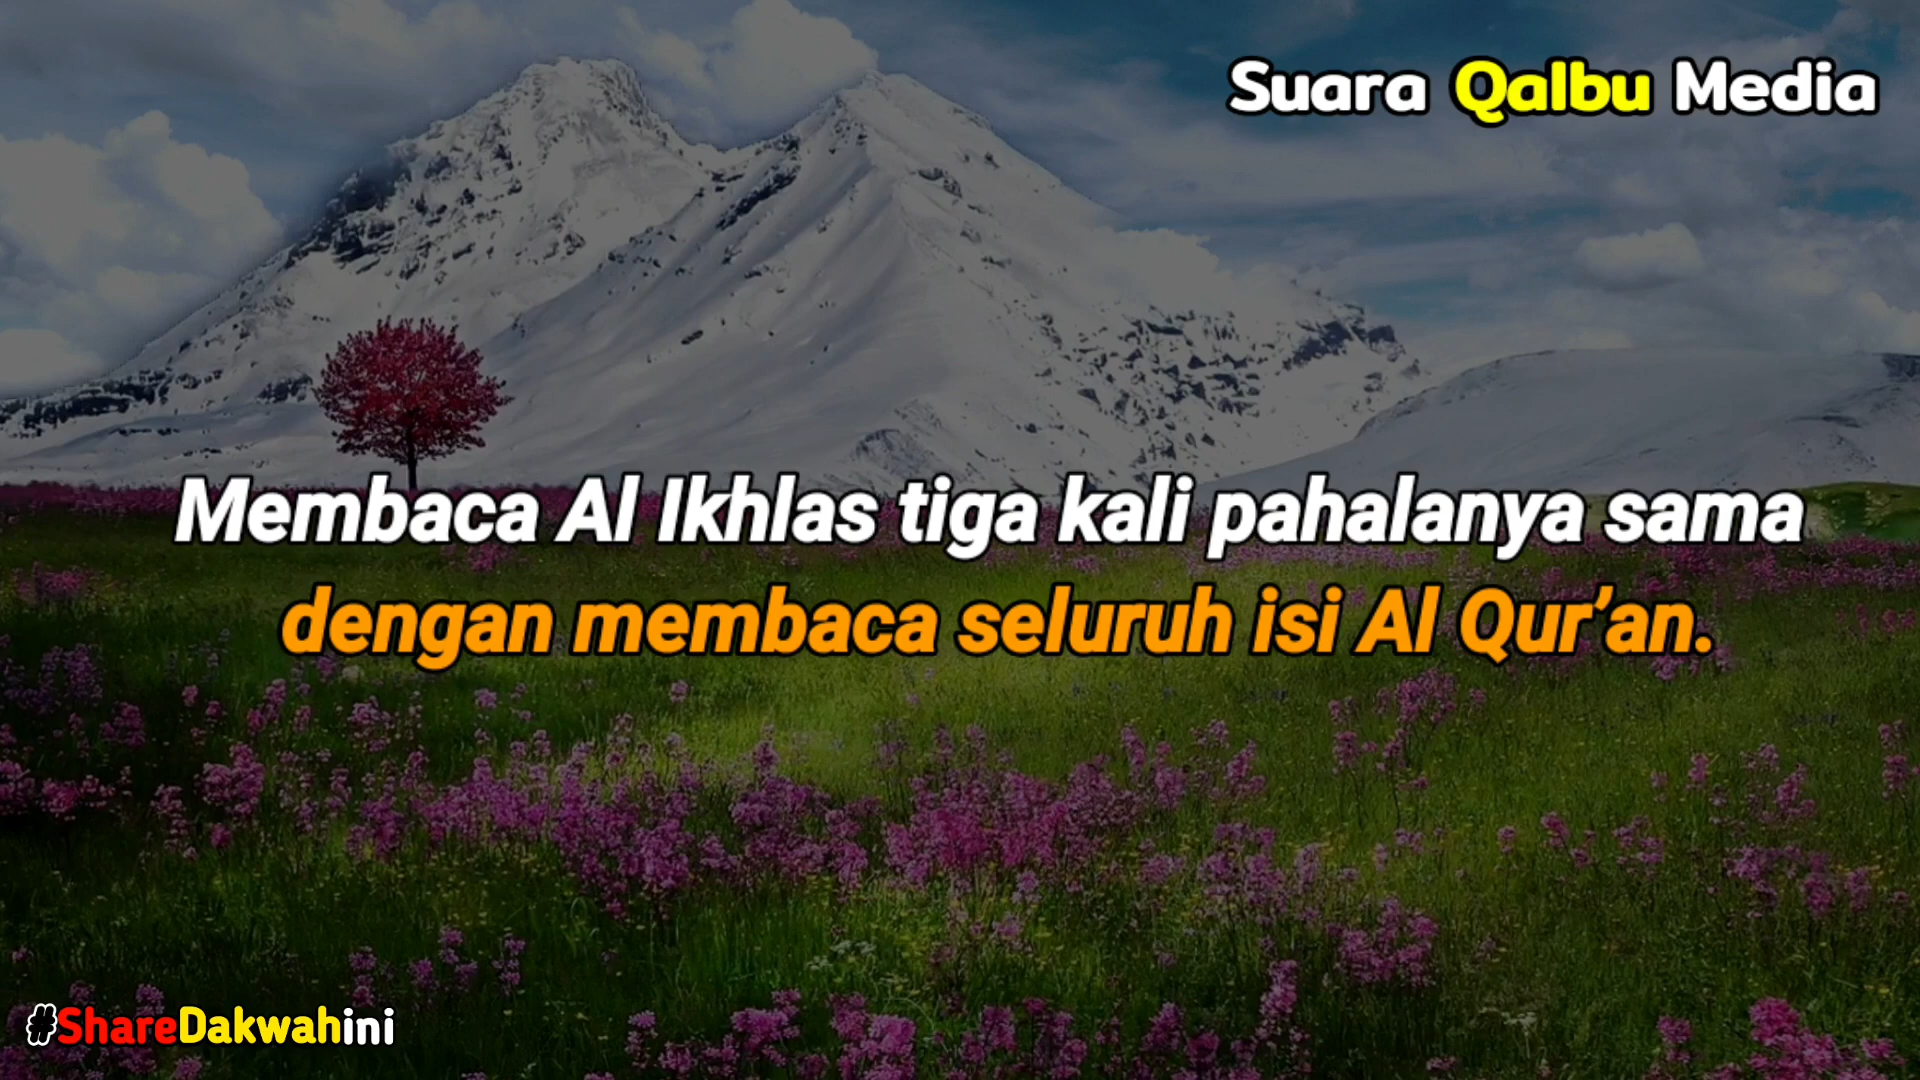 Suara Qalbu Media
Membaca Al Ikhlas tiga kali pahalanya sama
dengan membaca seluruh isi Al Qur’an.
#ShareDakwahini